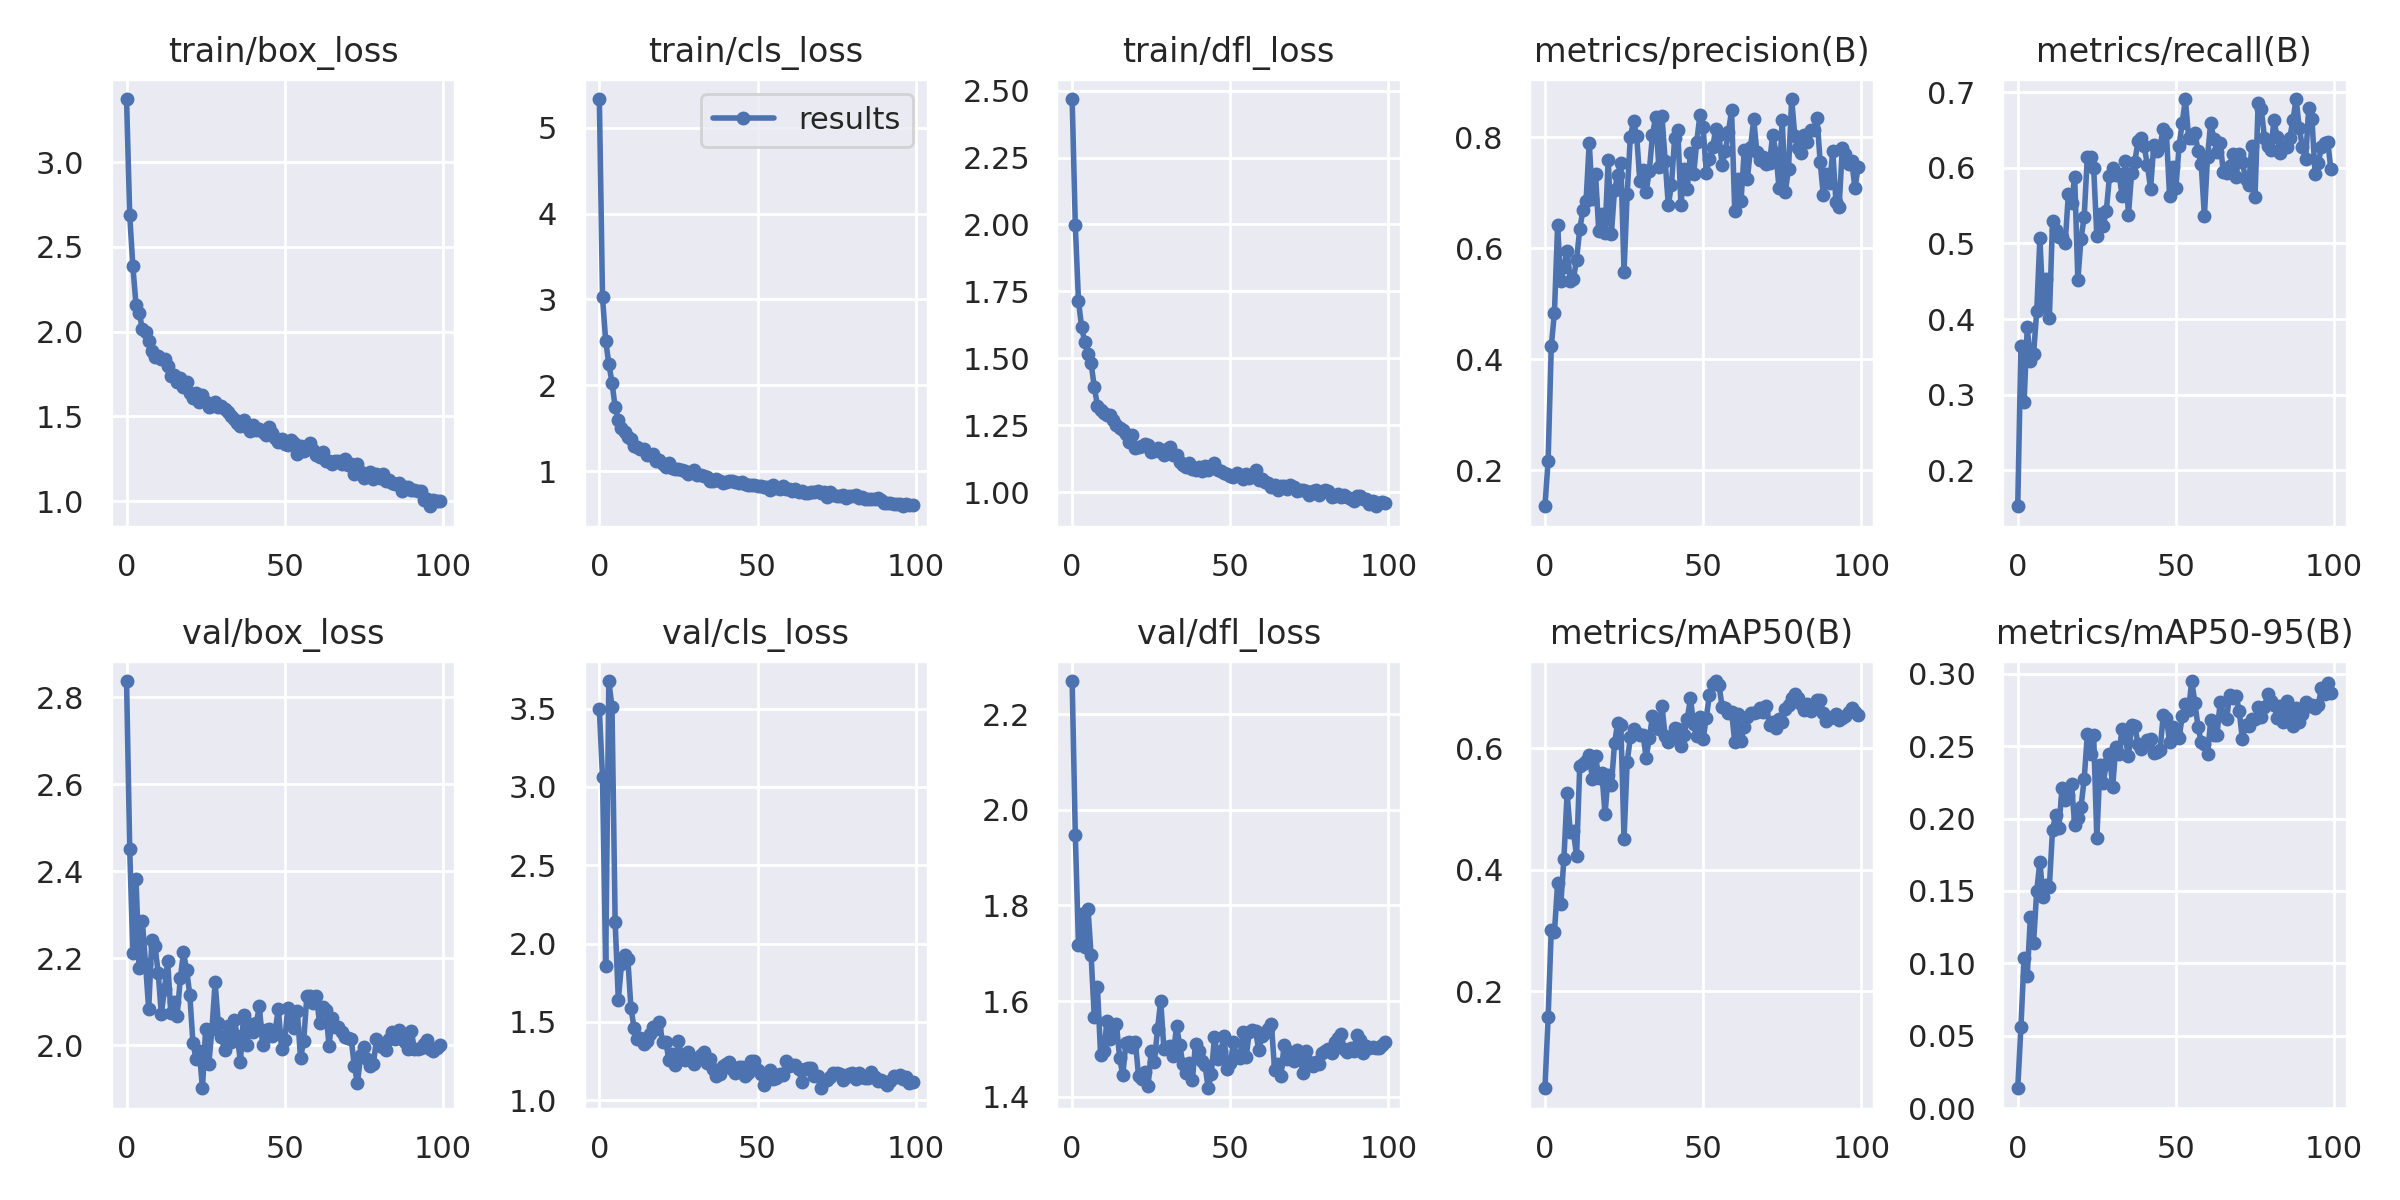 train/box_loss
3.0
2.5
2.0
1.5
1.0
0 50 100
train/cls_loss
results
5
4
3
2
1
0 50 100
train/dfl_loss
2.50
2.25
2.00
1.75
1.50
1.25
1.00
0 50 100
metrics/precision(B)
0.8
0.6
0.4
0.2
0 50 100
metrics/recall(B)
0.7
0.6
0.5
0.4
0.3
0.2
0 50 100
val/box_loss
2.8
2.6
2.4
2.2
2.0
0 50 100
val/cls_loss
3.5
3.0
2.5
2.0
1.5
1.0
0 50 100
val/dfl_loss
2.2
2.0
1.8
1.6
1.4
0 50 100
metrics/mAP50(B)
0.6
0.4
0.2
0 50 100
metrics/mAP50-95(B)
0.30
0.25
0.20
0.15
0.10
0.05
0.00
0 50 100